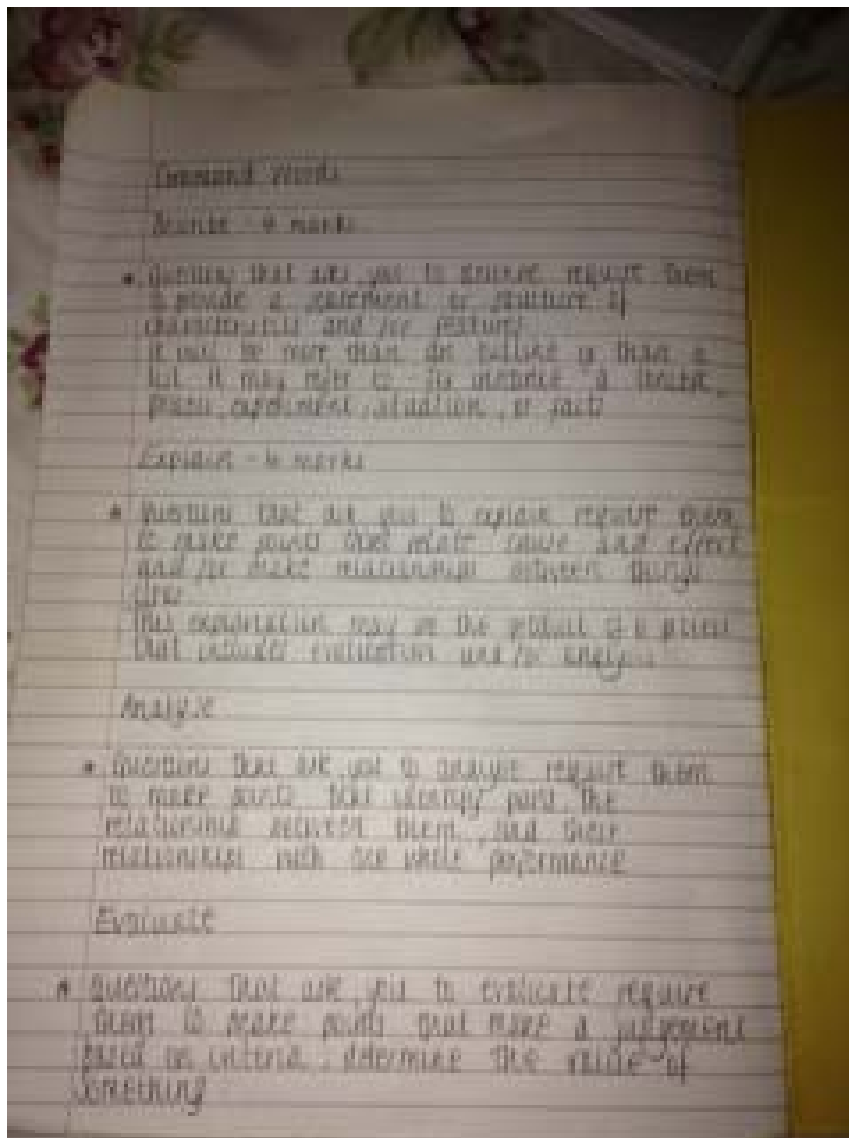 Command Words
Describe - 4 marks
* Questions that ask you to describe require them
to provide a statement or structure of
characteristics and/or features
it must be more than an outline or than a
list it may refer to for instance a
process, experiment, situation, or facts
Explain - 6 marks
* Questions that ask you to explain require them
to make points that relate cause and effect
and/or make relationships between things
clear
This explanation may be the product of a process
that includes evaluation and/or analysis
Analyse
* Questions that ask you to analyse require them
to make points that identify parts, the
relationship between them, and their
relationships with the whole performance
Evaluate
* Questions that ask you to evaluate require
them to make points that make a judgement
based on criteria, determine the value of
something